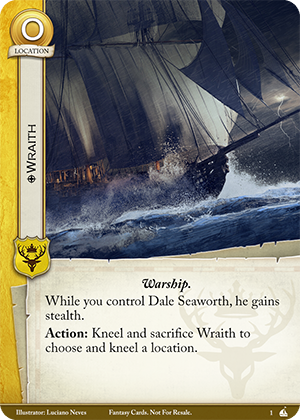 0
LOCATION
WRAITH
Warship.
While you control Dale Seaworth, he gains
stealth.
Action: Kneel and sacrifice Wraith to
choose and kneel a location.
Illustrator: Luciano Neves
Fantasy Cards. Not For Resale.
1